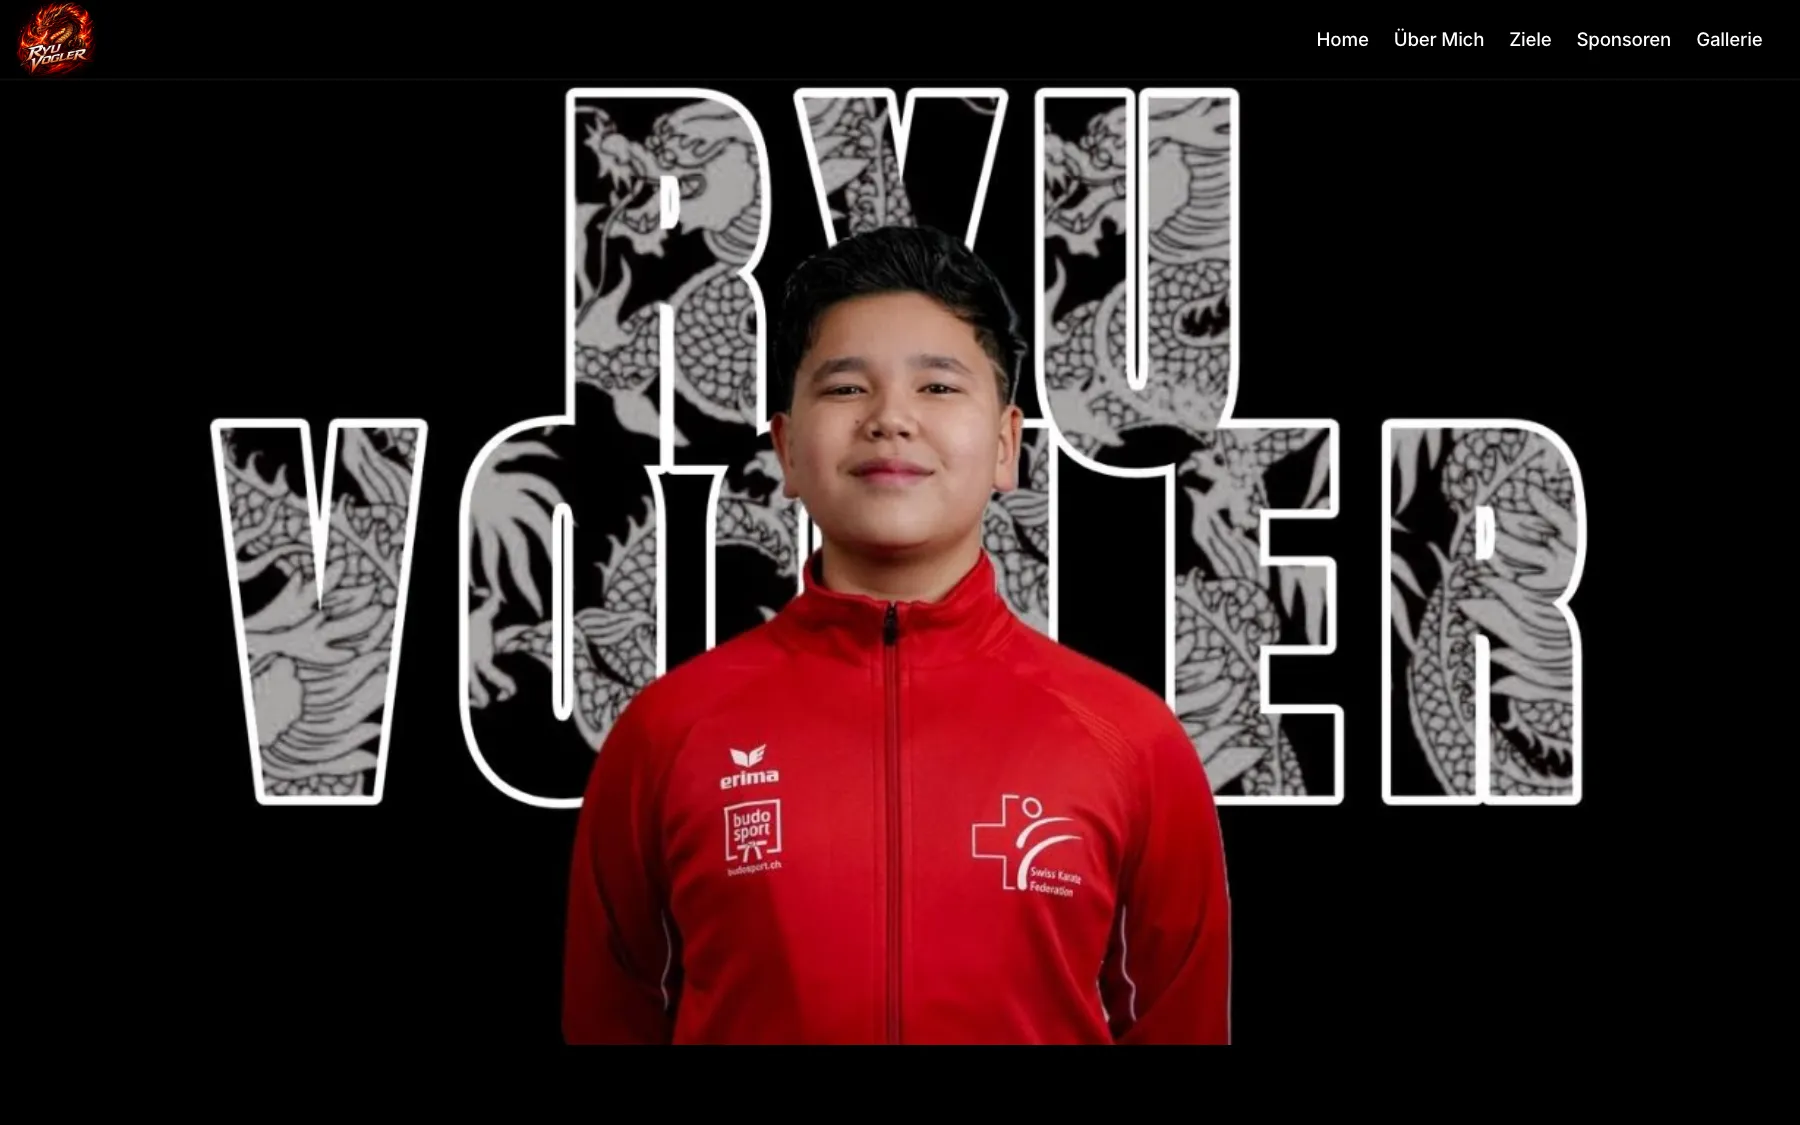 RYU
VOGLER
Home Über Mich Ziele Sponsoren Gallerie
RYU
VOGLER
erima
budo
sport
budosport.ch
Swiss Karate
Federation